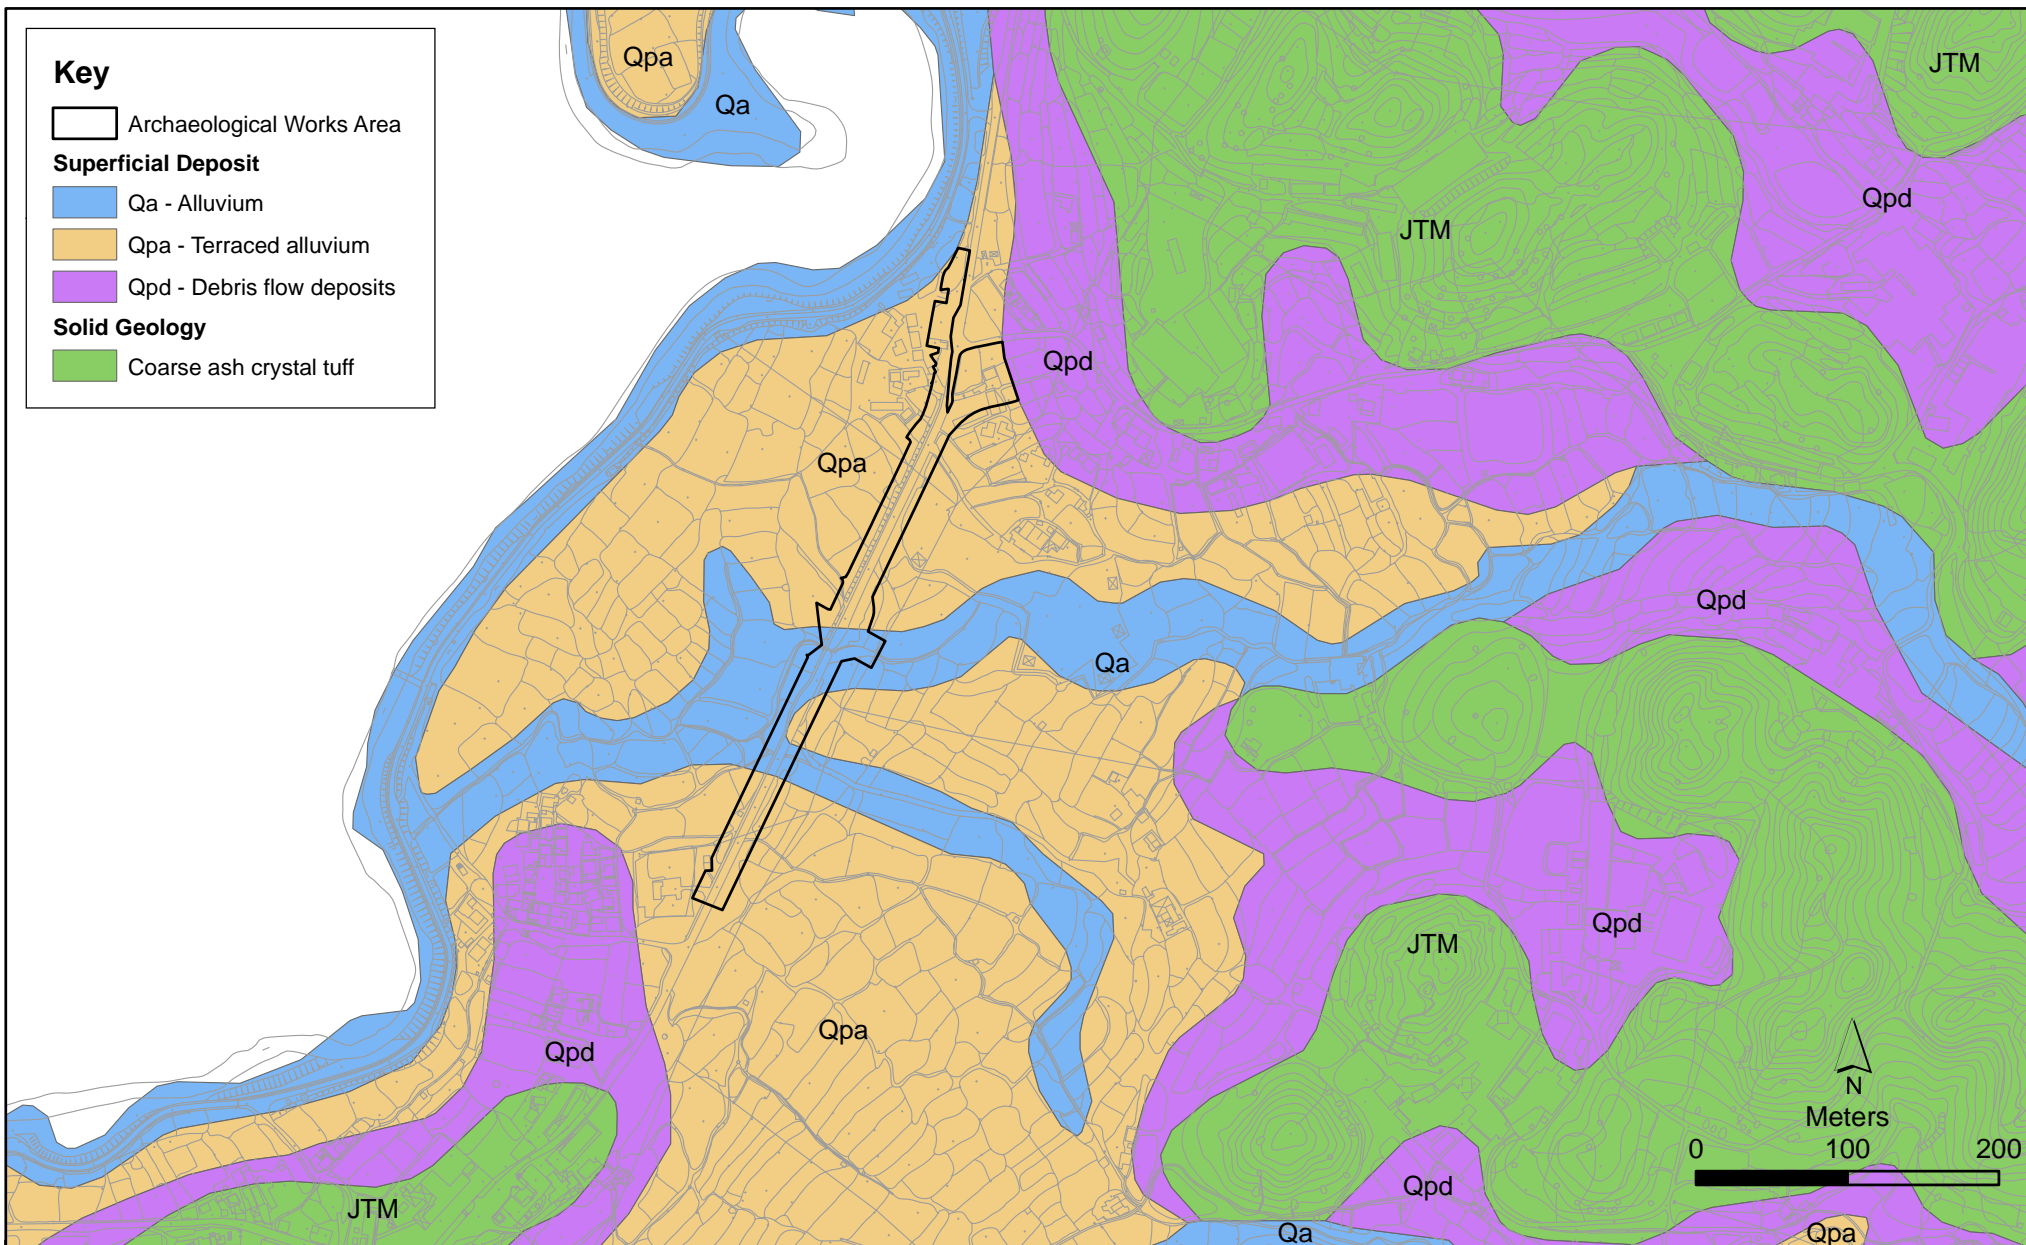 Key
Archaeological Works Area
Superficial Deposit
Qa - Alluvium
Qpa - Terraced alluvium
Qpd - Debris flow deposits
Solid Geology
Coarse ash crystal tuff
Qpa
Qa
JTM
Qpd
JTM
Qpd
Qpa
Qpd
Qa
Qpd
JTM
Qpa
Qpd
N
Meters
0 100 200
Qpd
JTM
Qa
Qpa